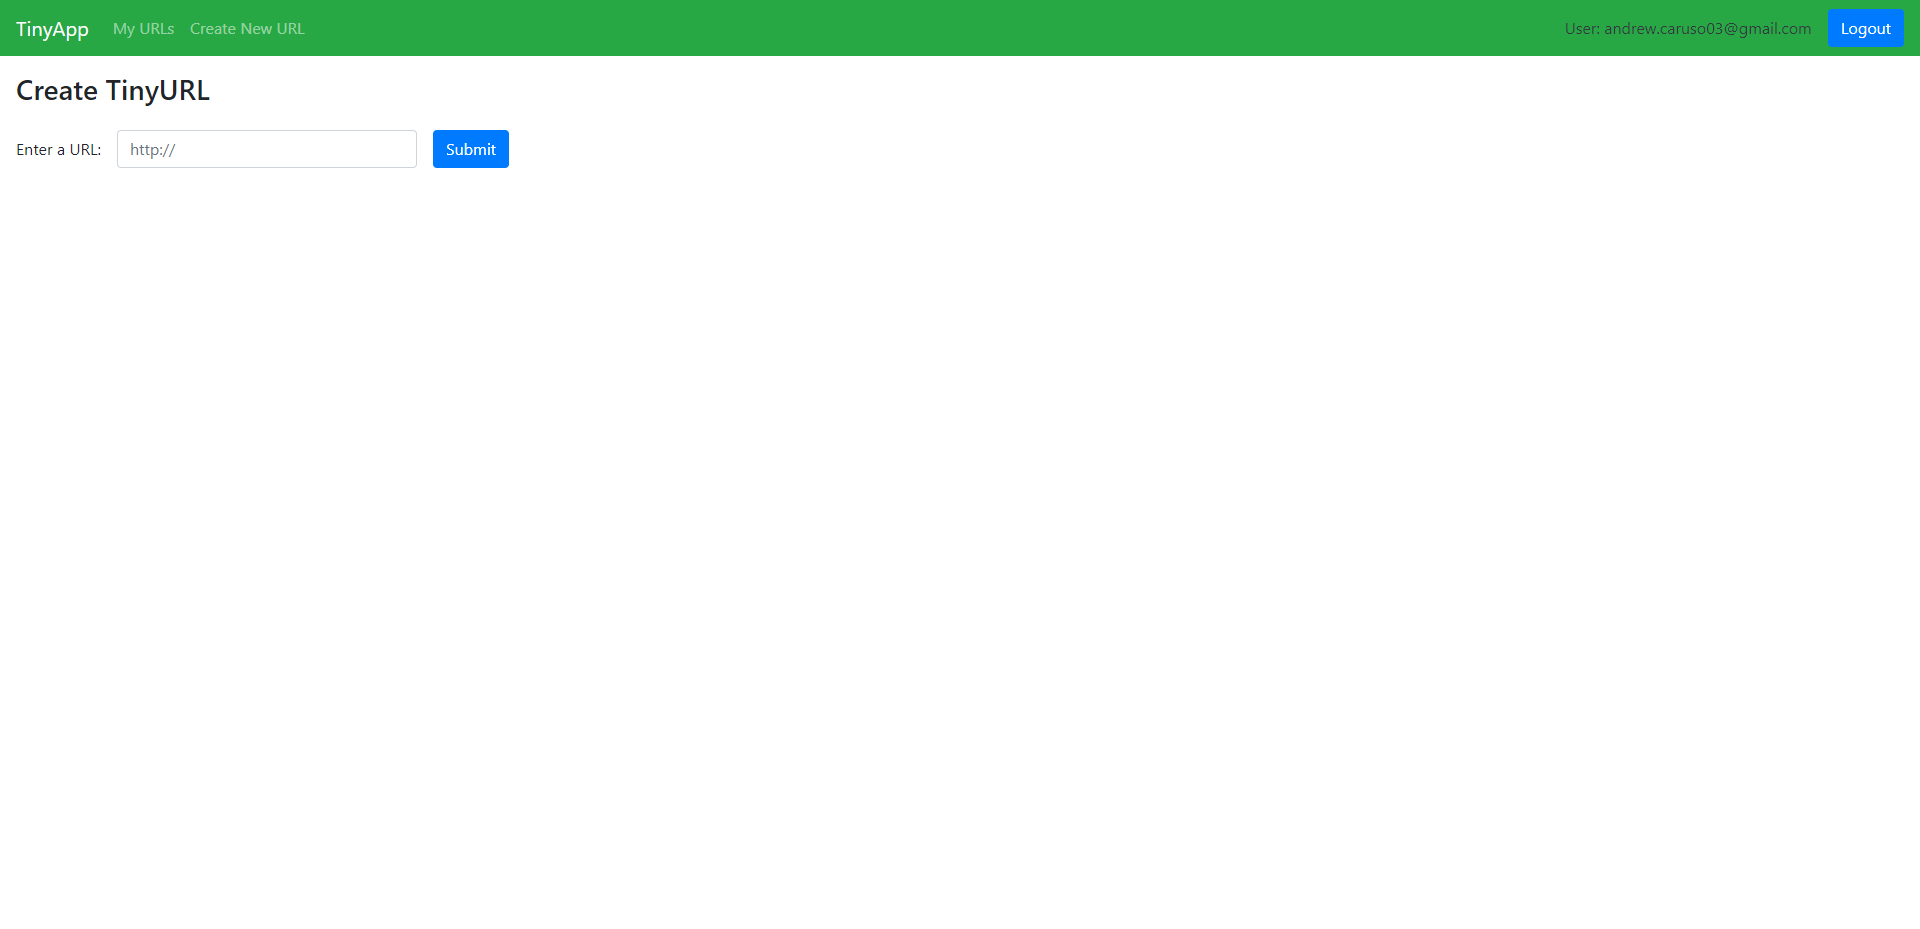 TinyApp My URLs Create New URL User: andrew.caruso03@gmail.com Logout
Create TinyURL
Enter a URL: http:// Submit